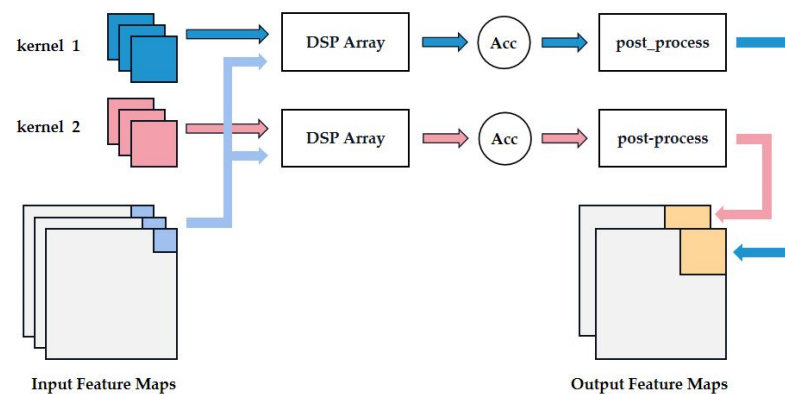 kernel 1
DSP Array
Acc
post_process
kernel 2
DSP Array
Acc
post-process
Input Feature Maps
Output Feature Maps